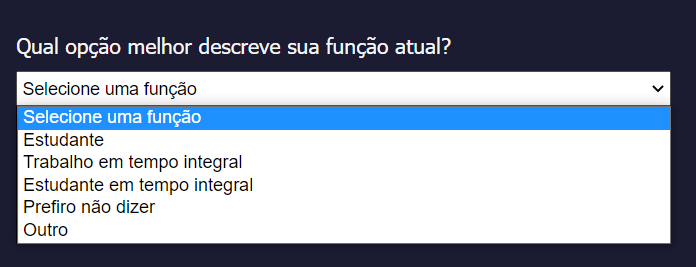 Qual opção melhor descreve sua função atual?
Selecione uma função
Selecione uma função
Estudante
Trabalho em tempo integral
Estudante em tempo integral
Prefiro não dizer
Outro